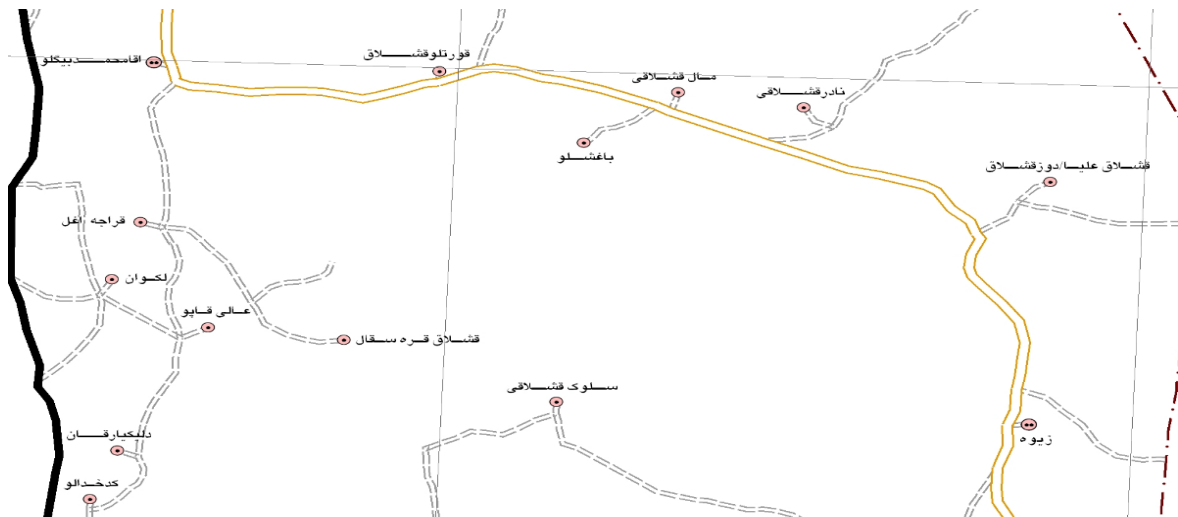 قورتلوقشلاق
اقامحمدبیگلو
مال قشلاقی
نادرقشلاقی
باغشلو
قشلاق علیا/دوزقشلاق
قراجه اغل
لکوان
عالی قاپو
قشلاق قره سقال
سلوک قشلاقی
دلیکیارقان
زیوه
کدخدالو